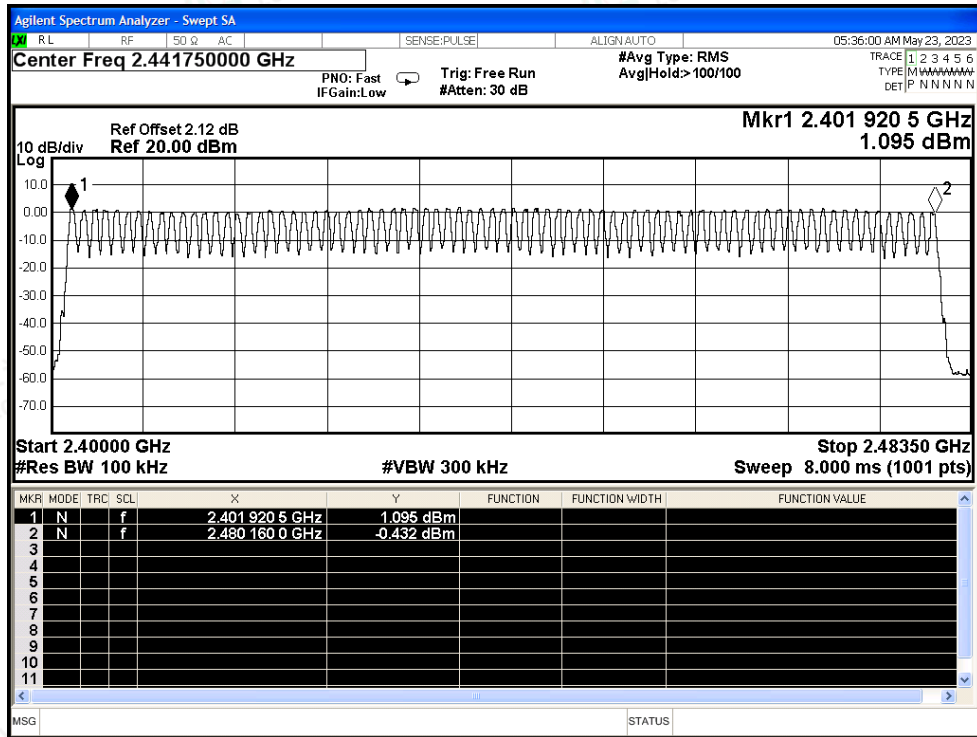 Agilent Spectrum Analyzer - Swept SA
LXI RL RF 50 Ω AC SENSE:PULSE ALIGN AUTO 05:36:00 AM May 23, 2023
Center Freq 2.441750000 GHz
#Avg Type: RMS
TRACE 1 2 3 4 5 6
PNO: Fast Trig: Free Run Avg|Hold:>100/100
TYPE M
IFGain:Low #Atten: 30 dB
DET P N N N N N
Mkr1 2.401 920 5 GHz
Ref Offset 2.12 dB
10 dB/div Ref 20.00 dBm 1.095 dBm
Log
10.0
1
2
0.00
-10.0
-20.0
-30.0
-40.0
-50.0
-60.0
-70.0
Start 2.40000 GHz Stop 2.48350 GHz
#Res BW 100 kHz #VBW 300 kHz Sweep 8.000 ms (1001 pts)
MKR MODE TRC SCL X Y FUNCTION FUNCTION WIDTH FUNCTION VALUE
1 N f 2.401 920 5 GHz 1.095 dBm
2 N f 2.480 160 0 GHz -0.432 dBm
3
4
5
6
7
8
9
10
11
MSG STATUS